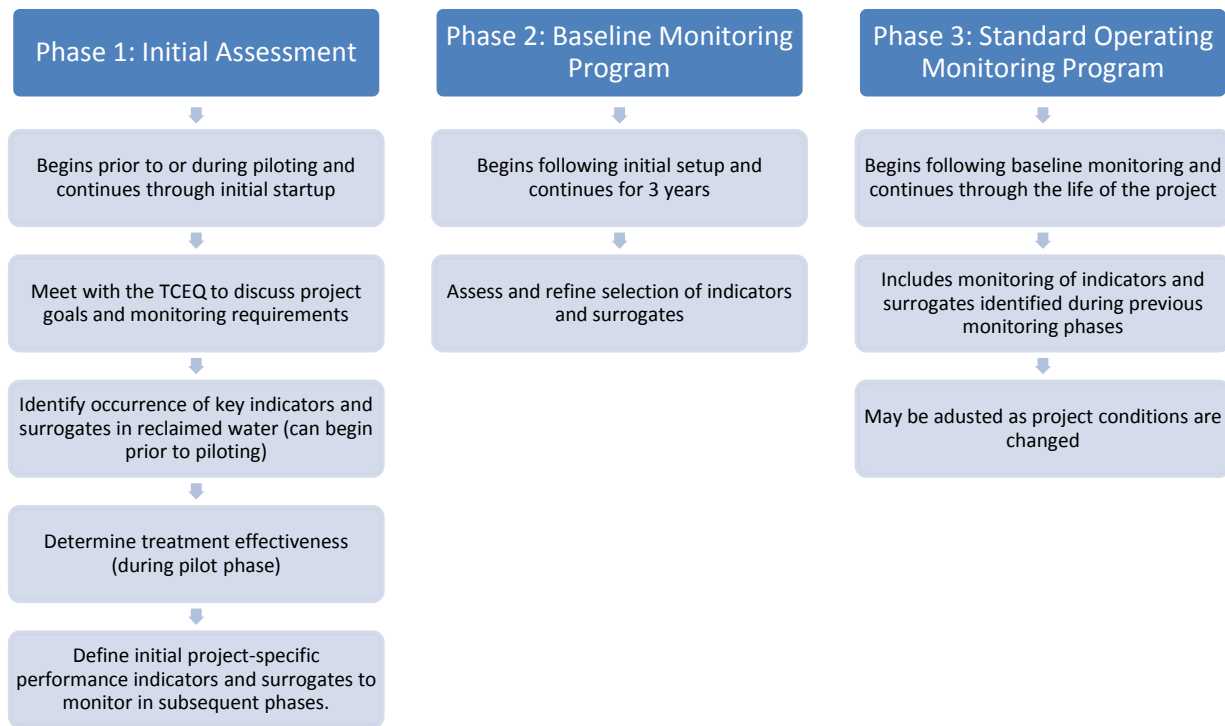 Phase 1: Initial Assessment
Begins prior to or during piloting and
continues through initial startup
Meet with the TCEQ to discuss project
goals and monitoring requirements
Identify occurrence of key indicators and
surrogates in reclaimed water (can begin
prior to piloting)
Determine treatment effectiveness
(during pilot phase)
Define initial project-specific
performance indicators and surrogates to
monitor in subsequent phases.
Phase 2: Baseline Monitoring
Program
Begins following initial setup and
continues for 3 years
Assess and refine selection of indicators
and surrogates
Phase 3: Standard Operating
Monitoring Program
Begins following baseline monitoring and
continues through the life of the project
Includes monitoring of indicators and
surrogates identified during previous
monitoring phases
May be adusted as project conditions are
changed